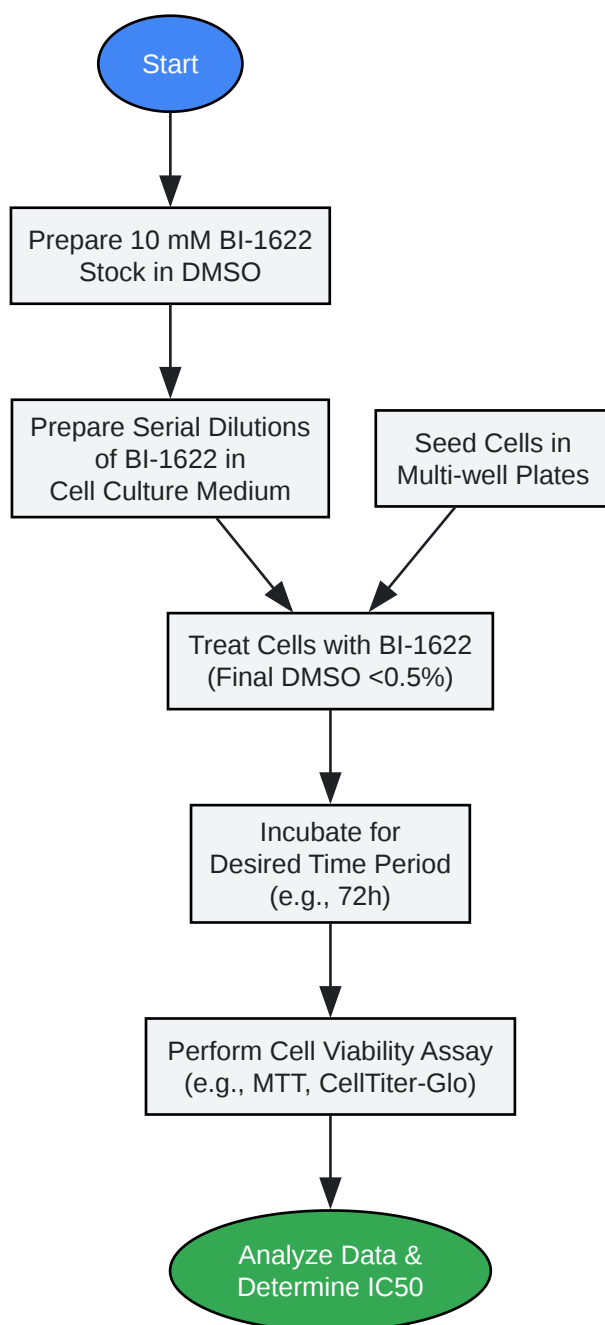 Start
Prepare 10 mM BI-1622
Stock in DMSO
Prepare Serial Dilutions
of BI-1622 in
Cell Culture Medium
Seed Cells in
Multi-well Plates
Treat Cells with BI-1622
(Final DMSO <0.5%)
Incubate for
Desired Time Period
(e.g., 72h)
Perform Cell Viability Assay
(e.g., MTT, CellTiter-Glo)
Analyze Data &
Determine IC50